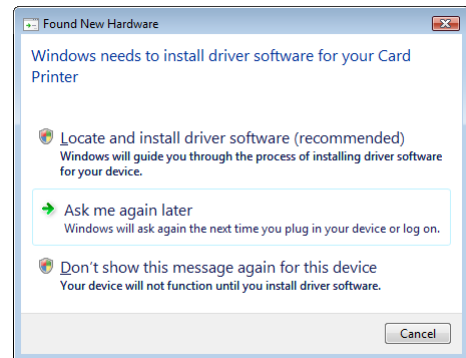 Found New Hardware
Windows needs to install driver software for your Card
Printer
Locate and install driver software (recommended)
Windows will guide you through the process of installing driver software
for your device.
Ask me again later
Windows will ask again the next time you plug in your device or log on.
Don't show this message again for this device
Your device will not function until you install driver software.
Cancel